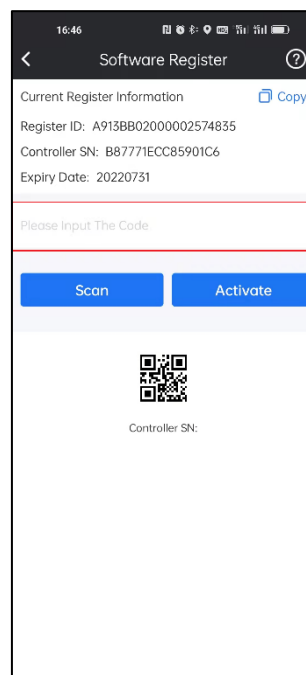 16:46
Software Register
Current Register Information
Copy
Register ID: A913BB02000002574835
Controller SN: B87771ECC85901C6
Expiry Date: 20220731
Please Input The Code
Scan
Activate
Controller SN: